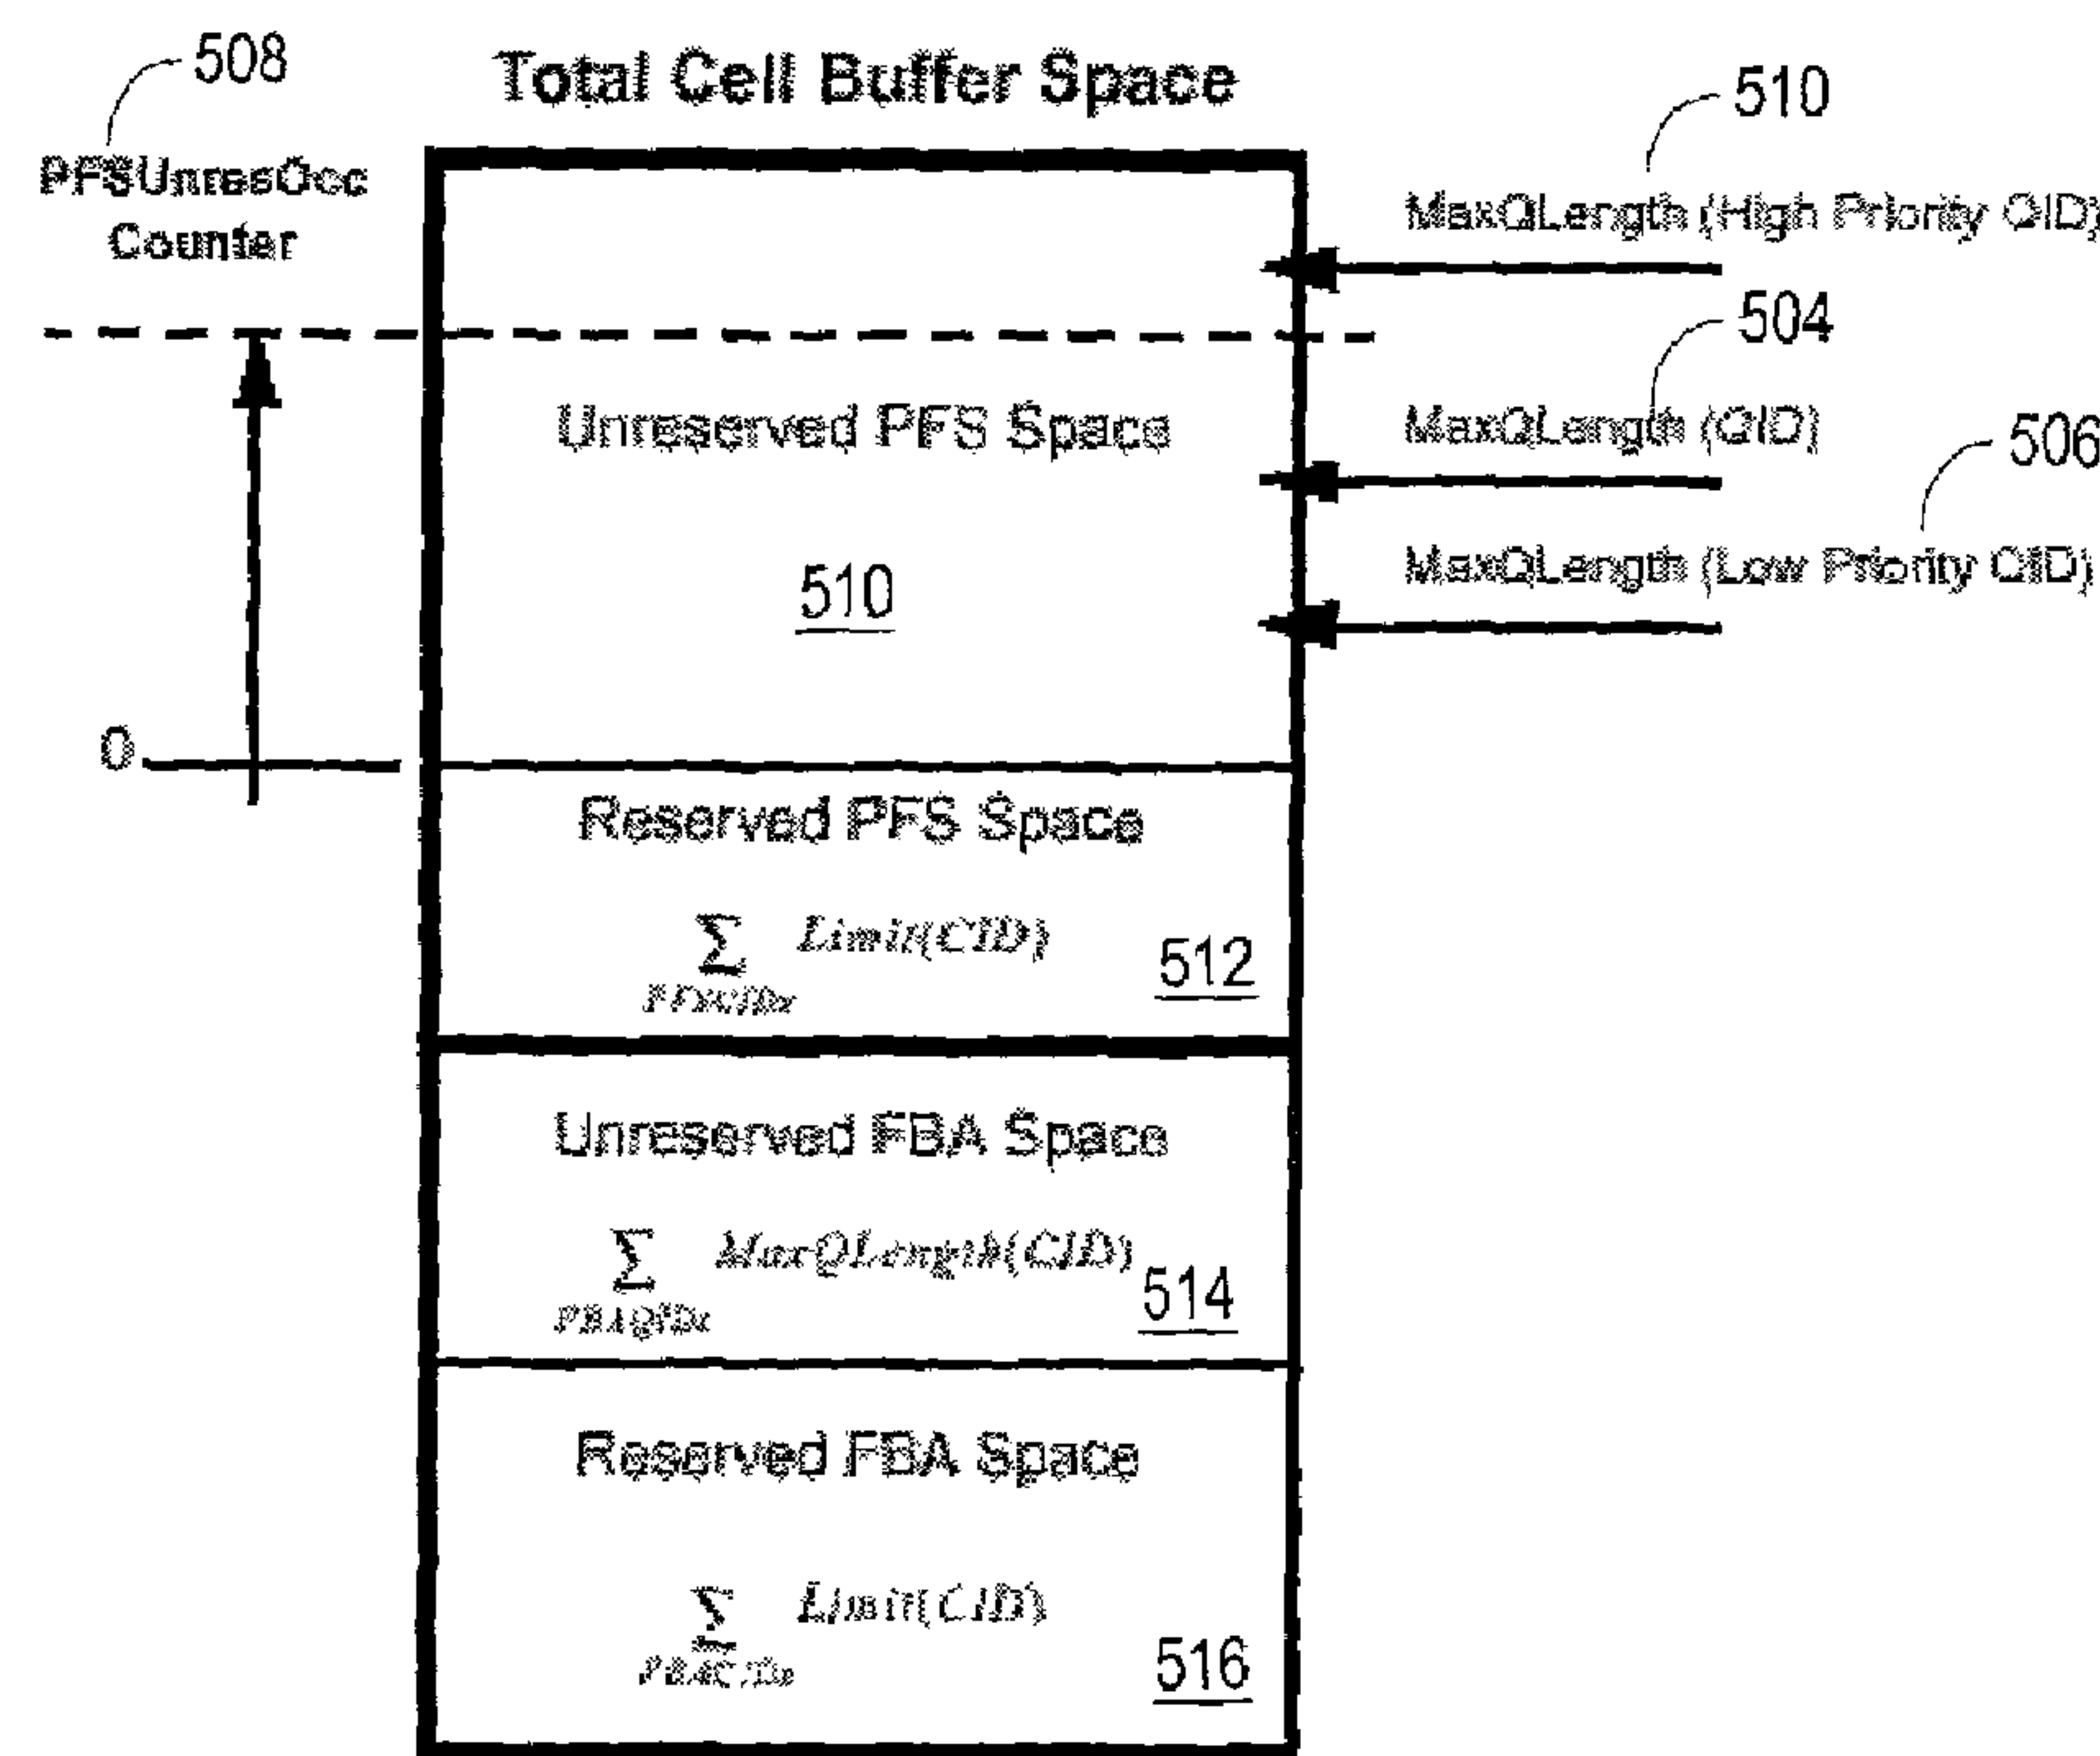 508
Total Cell Buffer Space
510
PFSUnresOcc
Counter
MaxQLength (High Priority QID)
504
Unreserved PFS Space
MaxQLength (QID)
506
510
MaxQLength (Low Priority QID)
0
Reserved PFS Space
∑ Limit(CID)
512
Unreserved FBA Space
∑ MaxQLength(CID)
FBAQIDs
514
Reserved FBA Space
∑ Limit(CID)
FBACIDs
516